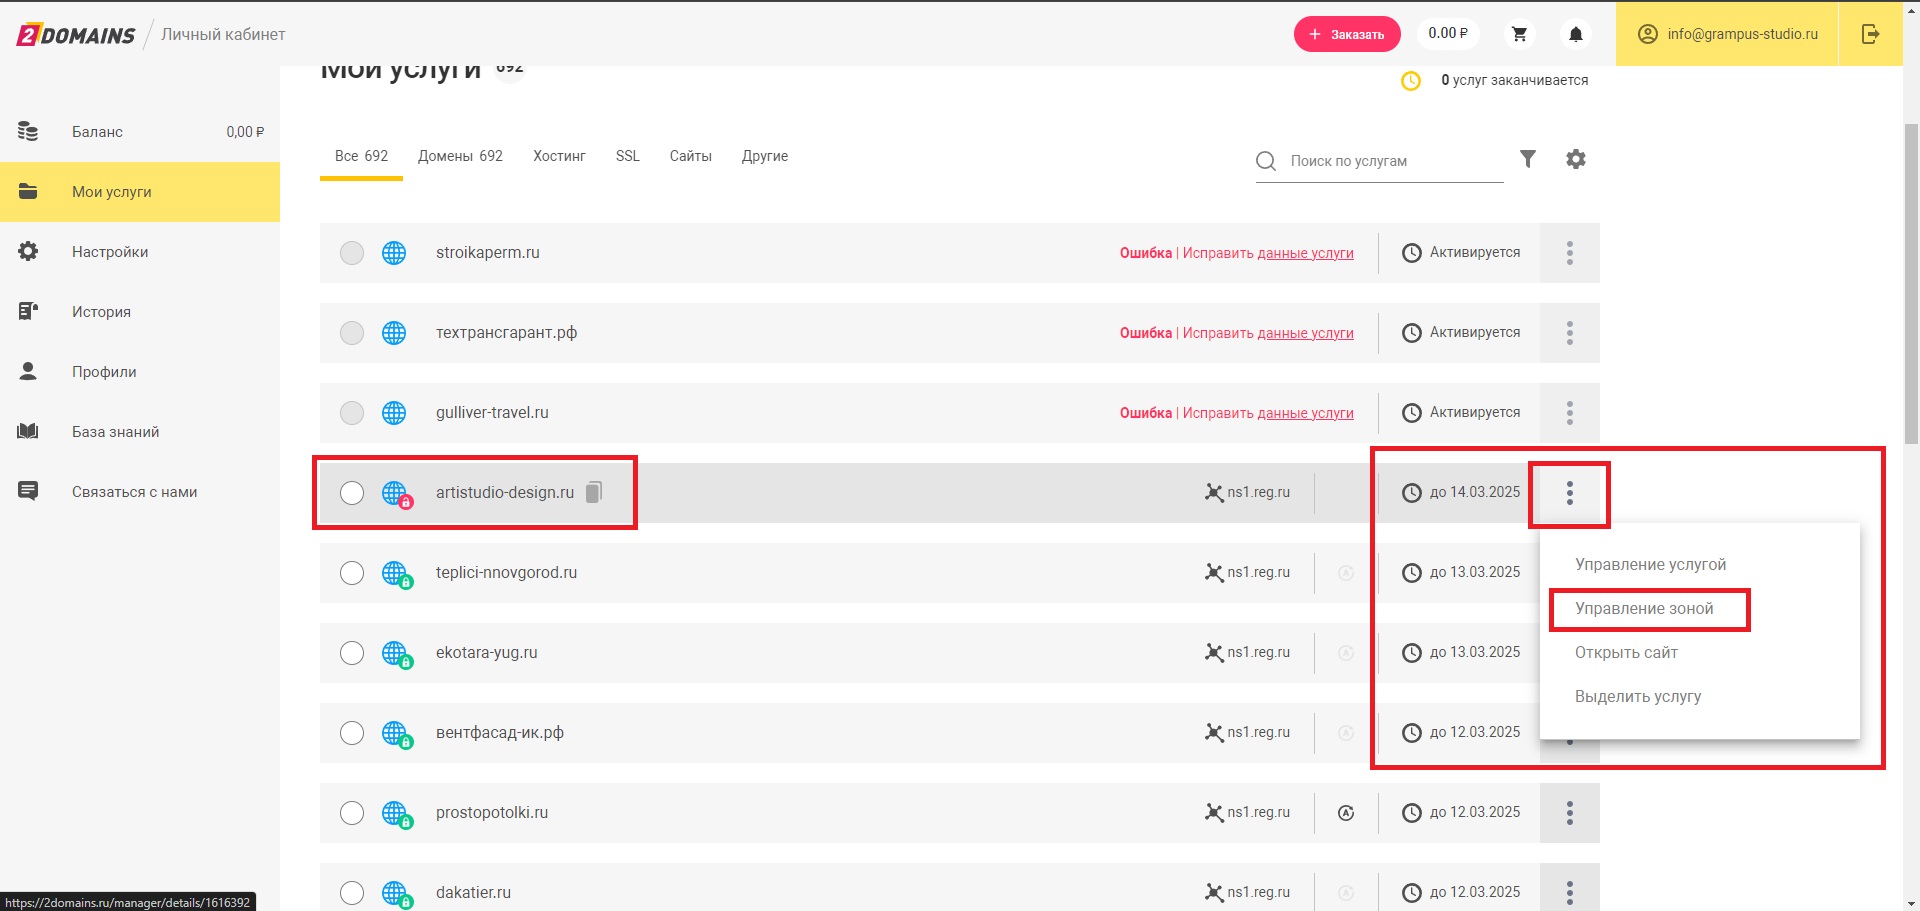 2DOMAINS
Личный кабинет
Заказать
0.00 ₽
info@grampus-studio.ru
Мои услуги 692
0 услуг заканчивается
Баланс 0,00 ₽
Мои услуги
Настройки
История
Профили
База знаний
Связаться с нами
Все 692 Домены 692 Хостинг SSL Сайты Другие
Поиск по услугам
stroikaperm.ru Ошибка | Исправить данные услуги Активируется
техтрансгарант.рф Ошибка | Исправить данные услуги Активируется
gulliver-travel.ru Ошибка | Исправить данные услуги Активируется
artistudio-design.ru ns1.reg.ru до 14.03.2025
teplici-nnovgorod.ru ns1.reg.ru до 13.03.2025
ekotara-yug.ru ns1.reg.ru до 13.03.2025
вентфасад-ик.рф ns1.reg.ru до 12.03.2025
prostopotolki.ru ns1.reg.ru до 12.03.2025
dakatier.ru ns1.reg.ru до 12.03.2025
Управление услугой
Управление зоной
Открыть сайт
Выделить услугу
https://2domains.ru/manager/details/1616392